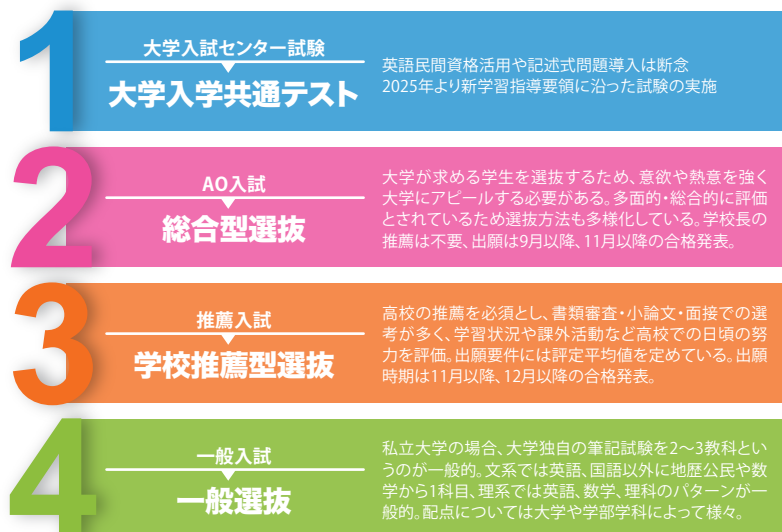 1
大学入試センター試験
大学入学共通テスト
英語民間資格活用や記述式問題導入は断念
2025年より新学習指導要領に沿った試験の実施
2
AO入試
総合型選抜
大学が求める学生を選抜するため、意欲や熱意を強く
大学にアピールする必要がある。多面的・総合的に評価
とされているため選抜方法も多様化している。学校長の
推薦は不要、出願は9月以降、11月以降の合格発表。
3
推薦入試
学校推薦型選抜
高校の推薦を必須とし、書類審査・小論文・面接での選
考が多く、学習状況や課外活動など高校での日頃の努
力を評価。出願要件には評定平均値を定めている。出願
時期は11月以降、12月以降の合格発表。
4
一般入試
一般選抜
私立大学の場合、大学独自の筆記試験を2〜3教科とい
うのが一般的。文系では英語、国語以外に地歴公民や数
学から1科目、理系では英語、数学、理科のパターンが一
般的。配点については大学や学部学科によって様々。